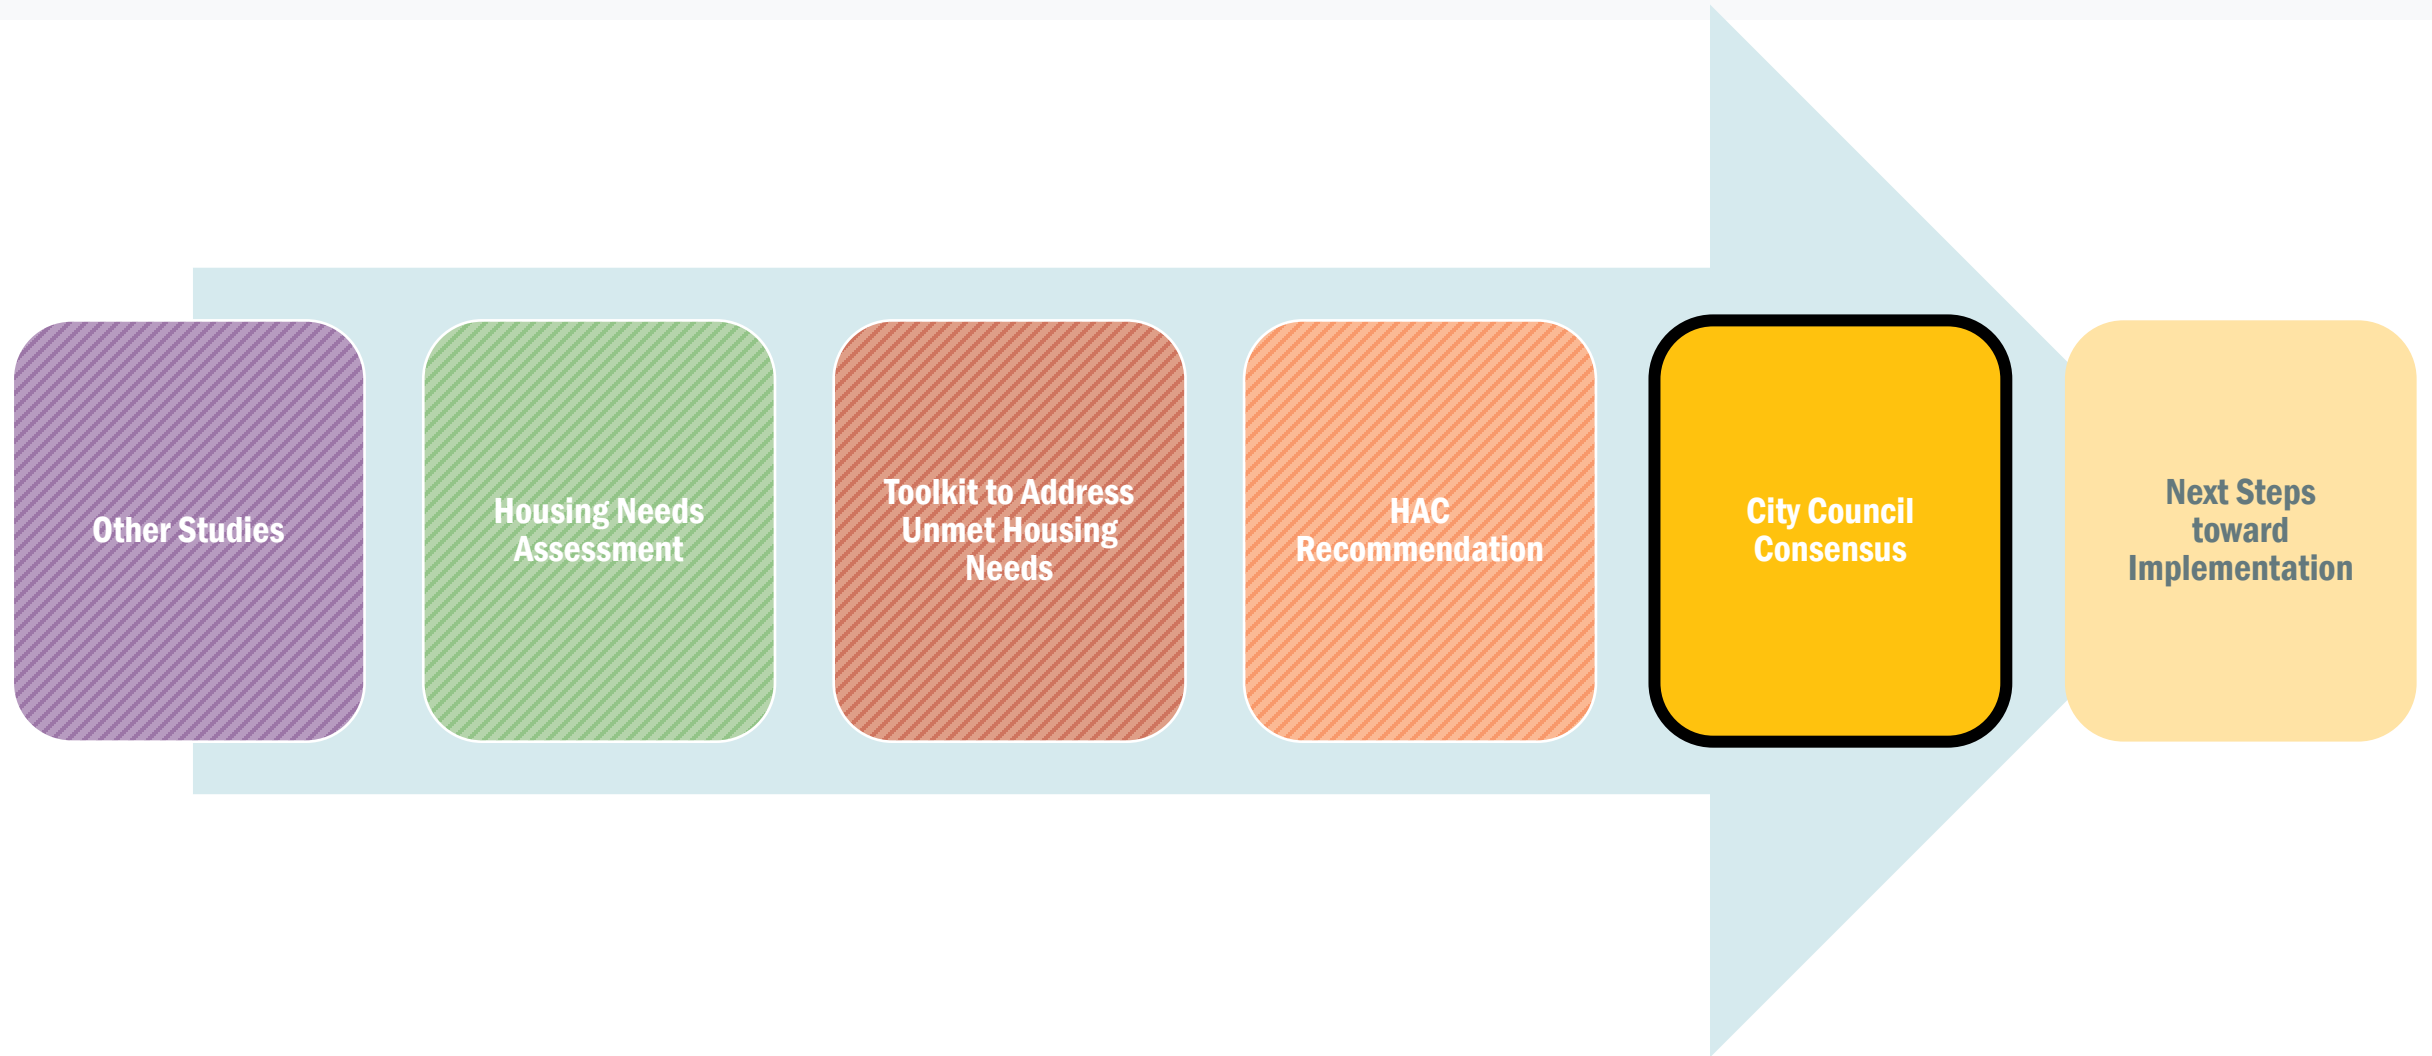 Other Studies
Housing Needs
Assessment
Toolkit to Address
Unmet Housing
Needs
HAC
Recommendation
City Council
Consensus
Next Steps
toward
Implementation